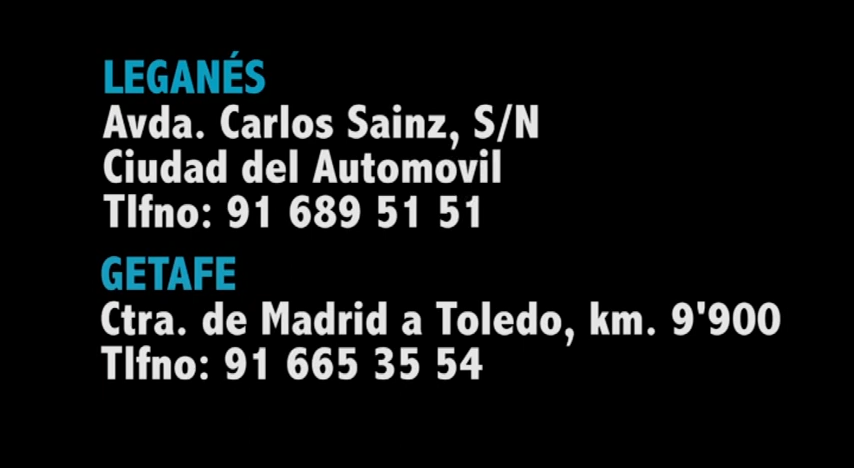 LEGANÉS
Avda. Carlos Sainz, S/N
Ciudad del Automovil
Tlfno: 91 689 51 51
GETAFE
Ctra. de Madrid a Toledo, km. 9'900
Tlfno: 91 665 35 54